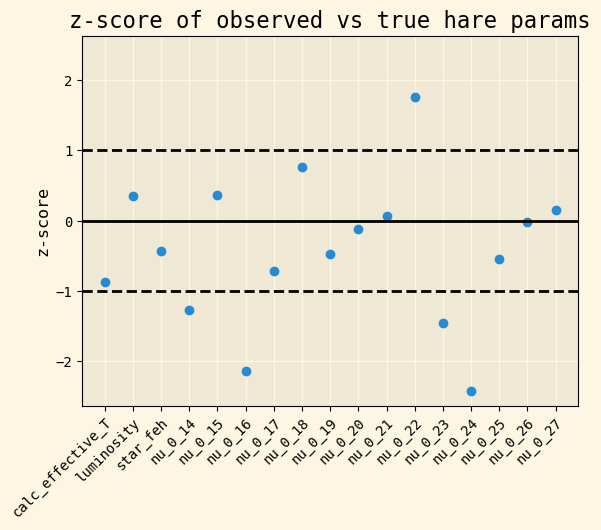 z-score of observed vs true hare params
z-score
2
1
0
−1
−2
calc_effective_T
luminosity
star_feh
nu_0_14
nu_0_15
nu_0_16
nu_0_17
nu_0_18
nu_0_19
nu_0_20
nu_0_21
nu_0_22
nu_0_23
nu_0_24
nu_0_25
nu_0_26
nu_0_27